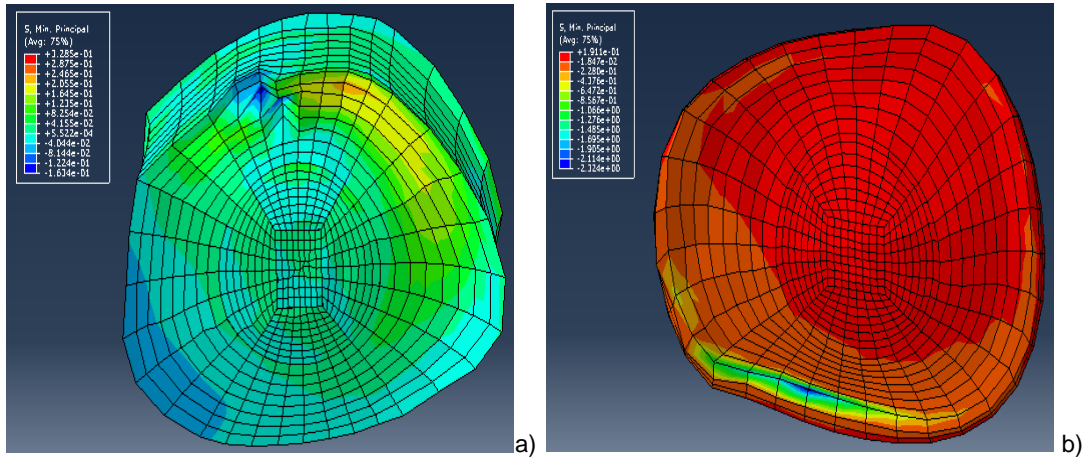 S, Min. Principal
(Avg: 75%)
+3.285e-01
+2.875e-01
+2.465e-01
+2.055e-01
+1.645e-01
+1.235e-01
+8.254e-02
+4.155e-02
+5.522e-04
-4.044e-02
-8.144e-02
-1.224e-01
-1.634e-01
a)
S, Min. Principal
(Avg: 75%)
+1.911e-01
-1.847e-02
-2.280e-01
-4.376e-01
-6.472e-01
-8.567e-01
-1.066e+00
-1.276e+00
-1.485e+00
-1.695e+00
-1.905e+00
-2.114e+00
-2.324e+00
b)